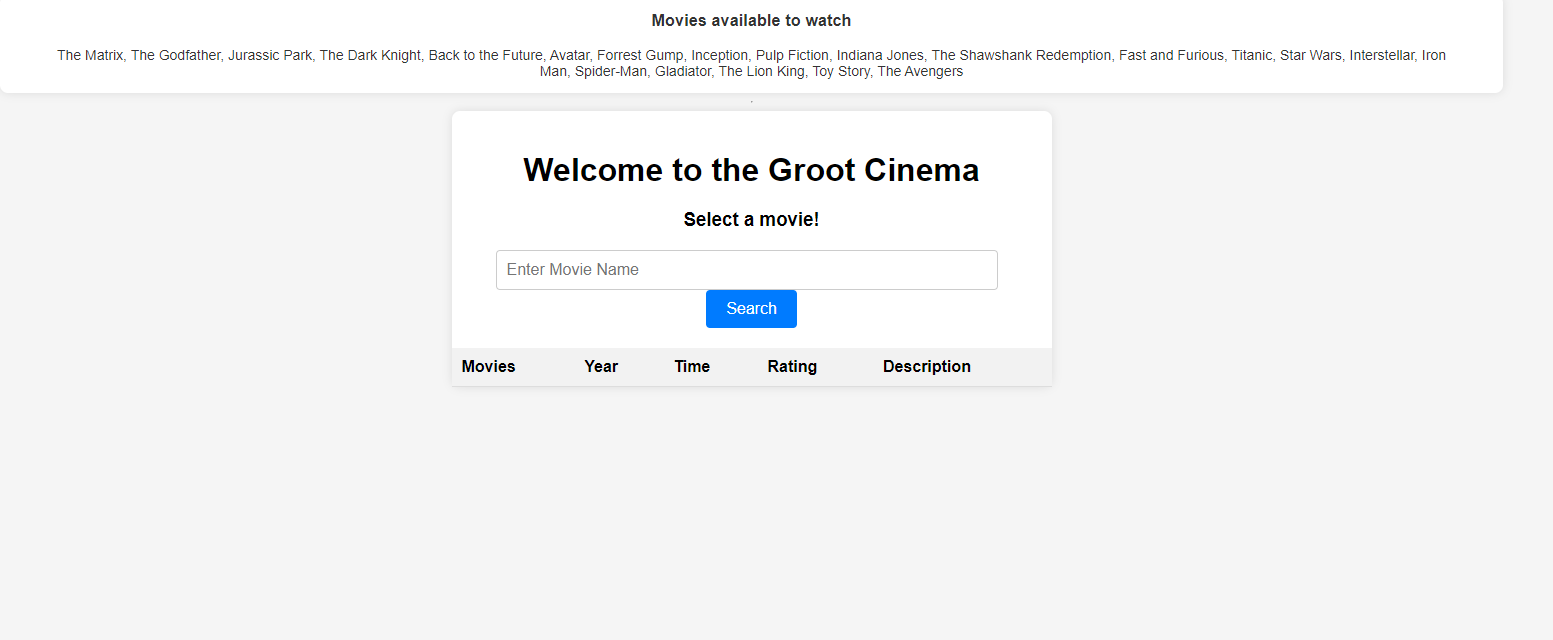 Movies available to watch
The Matrix, The Godfather, Jurassic Park, The Dark Knight, Back to the Future, Avatar, Forrest Gump, Inception, Pulp Fiction, Indiana Jones, The Shawshank Redemption, Fast and Furious, Titanic, Star Wars, Interstellar, Iron
Man, Spider-Man, Gladiator, The Lion King, Toy Story, The Avengers
.
Welcome to the Groot Cinema
Select a movie!
Enter Movie Name
Search
Movies Year Time Rating Description